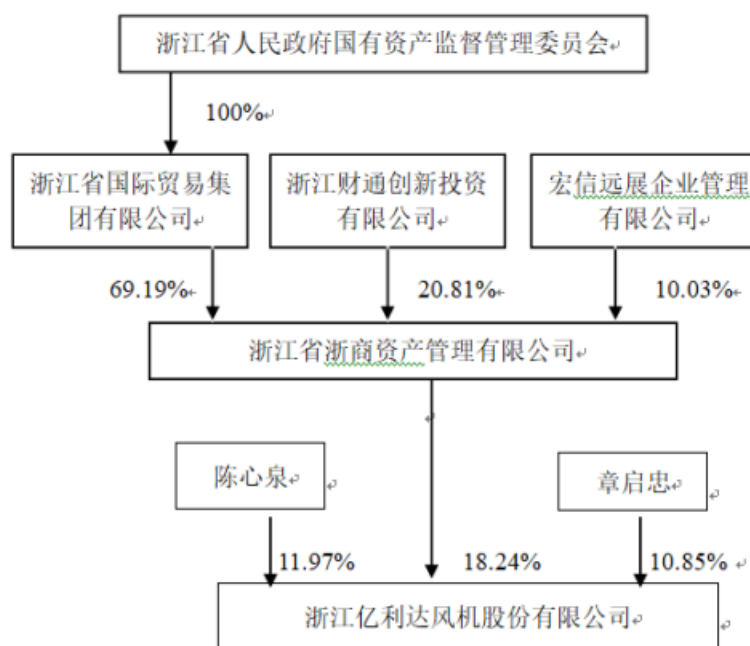 浙江省人民政府国有资产监督管理委员会
100%
浙江省国际贸易集
团有限公司
浙江财通创新投资
有限公司
宏信远展企业管理
有限公司
69.19%
20.81%
10.03%
浙江省浙商资产管理有限公司
陈心泉
章启忠
11.97%
18.24%
10.85%
浙江亿利达风机股份有限公司